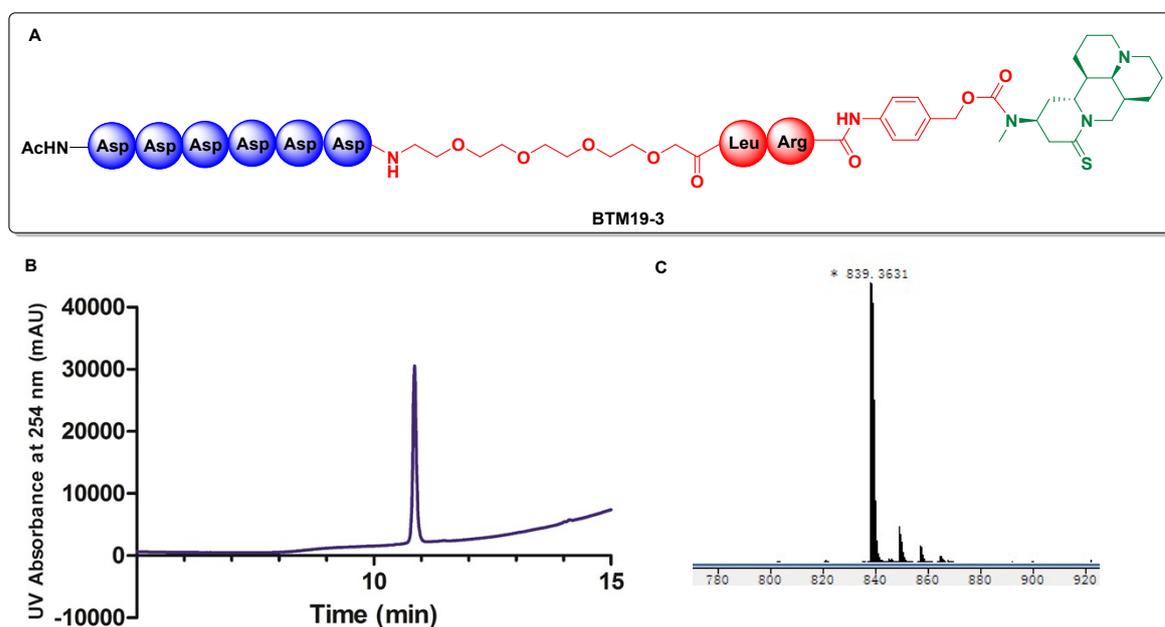 A
AcHN
Asp Asp Asp Asp Asp Asp
N
H
O O O O
O
Leu Arg
HN
O
O
O
N
N
N
S
BTM19-3
B
UV Absorbance at 254 nm (mAU)
40000
30000
20000
10000
0
-10000
10 15
Time (min)
C
* 839.3631
780 800 820 840 860 880 900 920